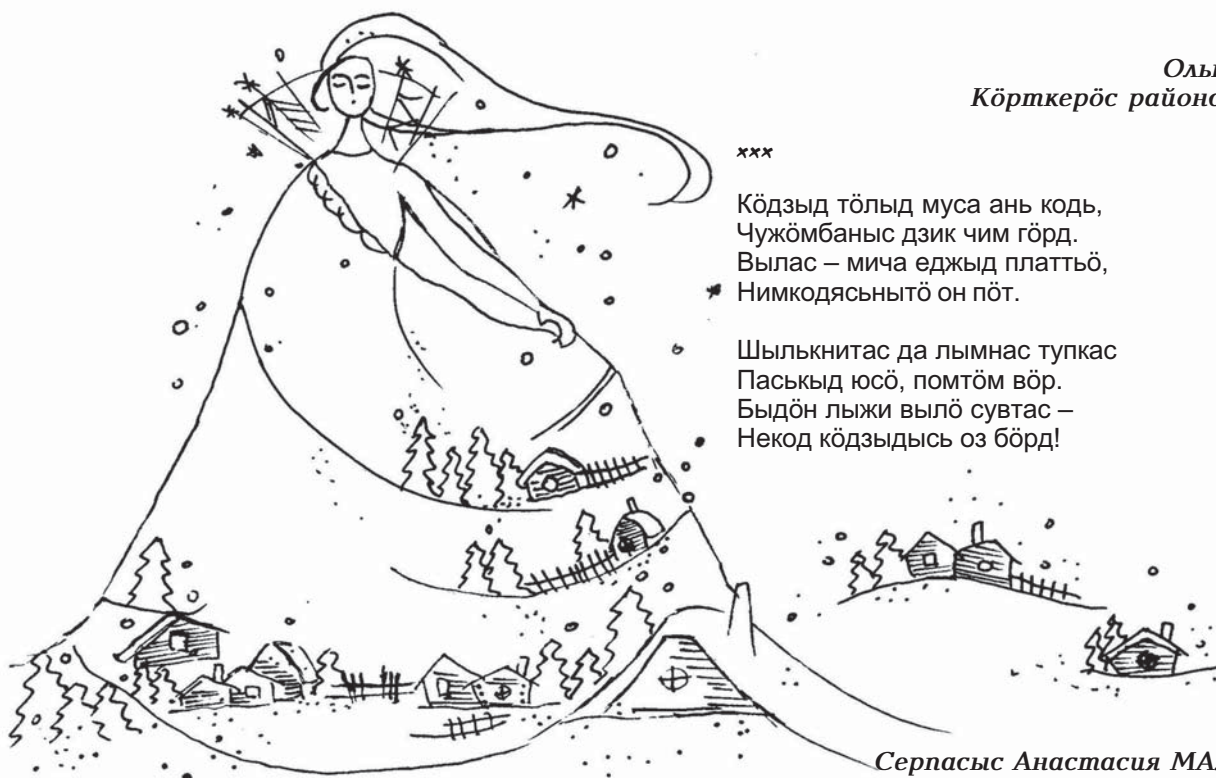 Кӧрткерӧс
×××
Кӧдзыд тӧлыд муса ань кодь,
Чужӧмбаныс дзик чим гӧрд.
Вылас – мича еджыд платтьӧ,
Нимкодясьнытӧ он пӧт.
Шылькнитас да лымнас тупкас
Паськыд юсӧ, помтӧм вӧр.
Быдӧн лыжи вылӧ сувтас –
Некод кӧдзыдысь оз бӧрд!
Серпасыс Анастасия